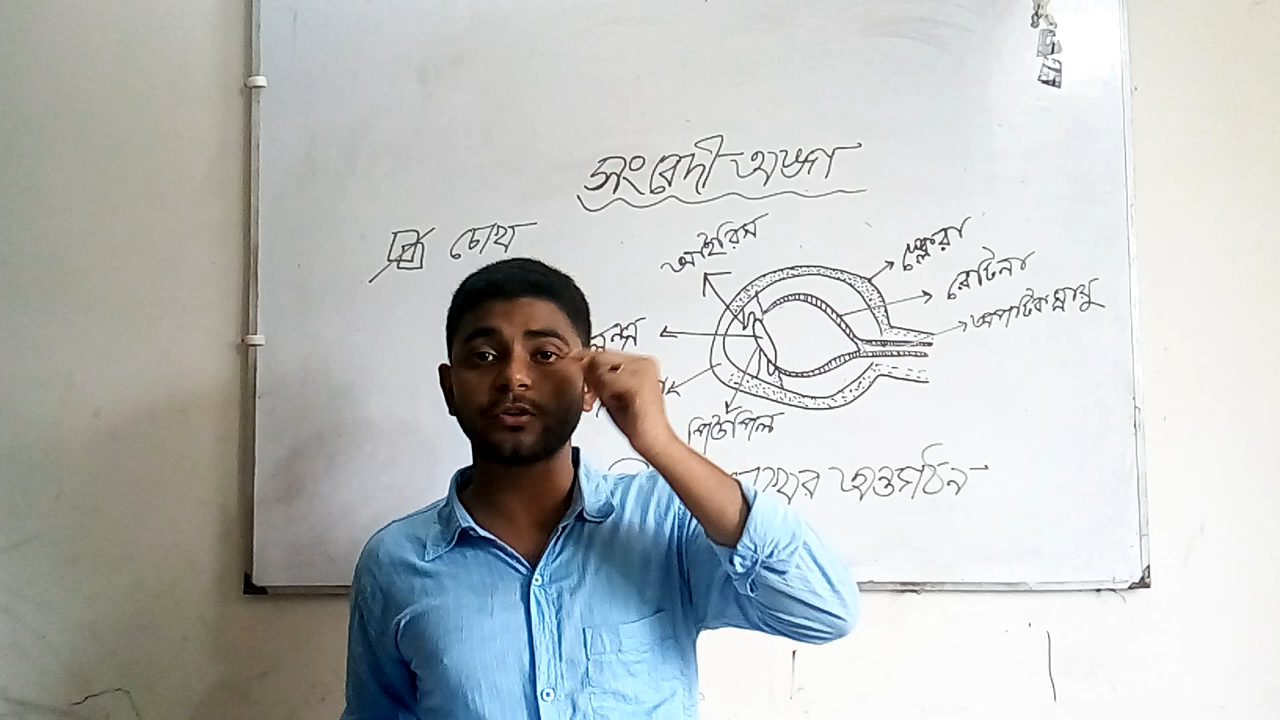 সংবেদী অঙ্গ
চোখ
আইরিস
স্ক্লেরা
রেটিনা
অপটিক স্নায়ু
লেন্স
পিউপিল
অন্তর্গঠন